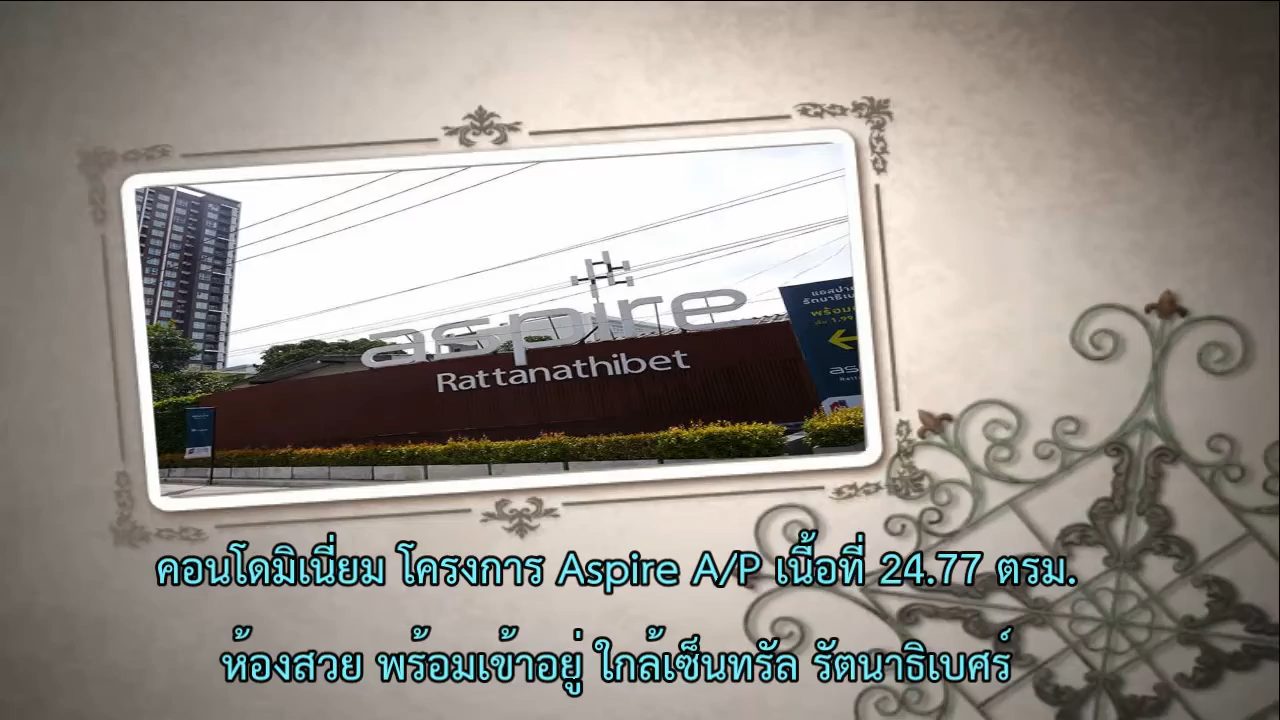 aspire
Rattanathibet
คอนโดมิเนี่ยม โครงการ Aspire A/P เนื้อที่ 24.77 ตรม.
ห้องสวย พร้อมเข้าอยู่ ใกล้เซ็นทรัล รัตนาธิเบศร์